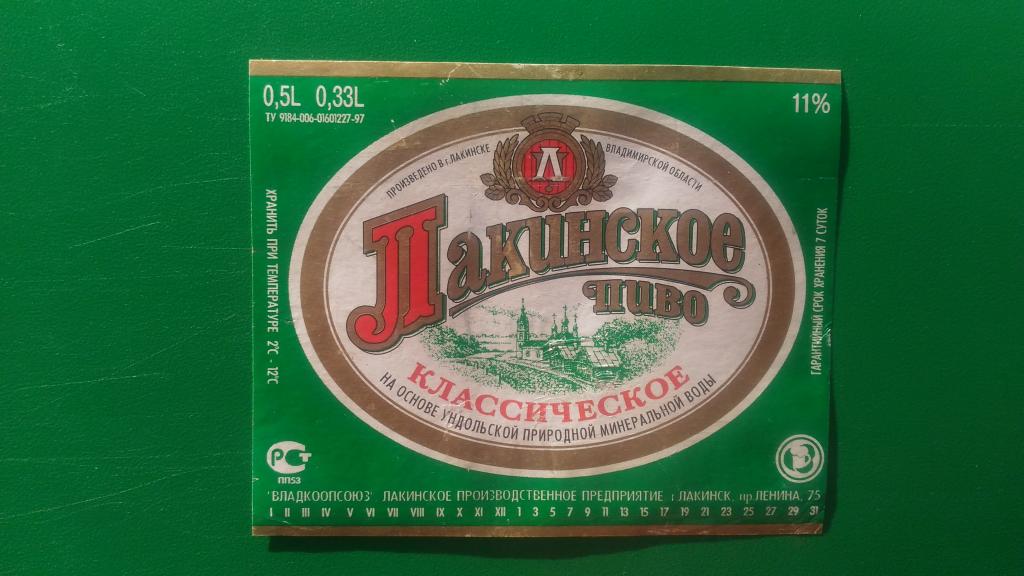 0,5L 0,33L
ТУ 9184-006-01601227-97
11%
ПРОИЗВЕДЕНО В г. ЛАКИНСКЕ ВЛАДИМИРСКОЙ ОБЛАСТИ
Л
Лакинское
пиво
КЛАССИЧЕСКОЕ
НА ОСНОВЕ УНДОЛЬСКОЙ ПРИРОДНОЙ МИНЕРАЛЬНОЙ ВОДЫ
ХРАНИТЬ ПРИ ТЕМПЕРАТУРЕ 2°C - 12°C
ГАРАНТИЙНЫЙ СРОК ХРАНЕНИЯ 7 СУТОК
РСТ
ПП53
"ВЛАДКООПСОЮЗ" ЛАКИНСКОЕ ПРОИЗВОДСТВЕННОЕ ПРЕДПРИЯТИЕ г.ЛАКИНСК, пр.ЛЕНИНА, 75
I II III IV V VI VII VIII IX X XI XII 1 3 5 7 9 11 13 15 17 19 21 23 25 27 29 31